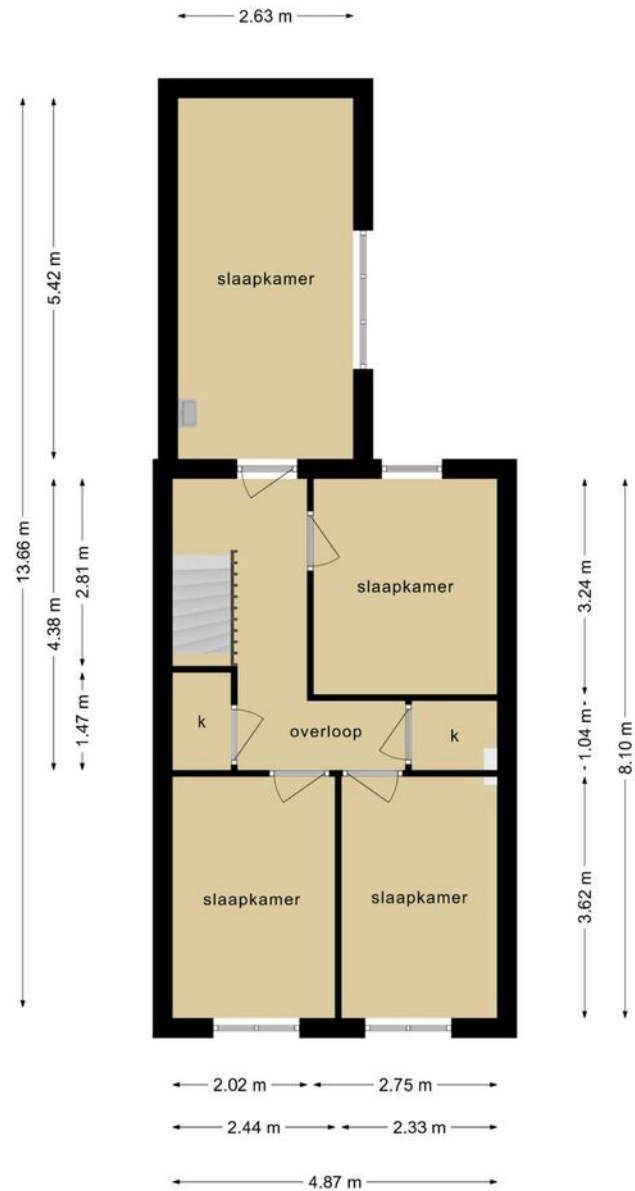 2.63 m
slaapkamer
5.42 m
13.66 m
4.38 m
2.81 m
3.24 m
slaapkamer
1.47 m
k
overloop
k
1.04 m
8.10 m
slaapkamer
slaapkamer
3.62 m
2.02 m
2.75 m
2.44 m
2.33 m
4.87 m